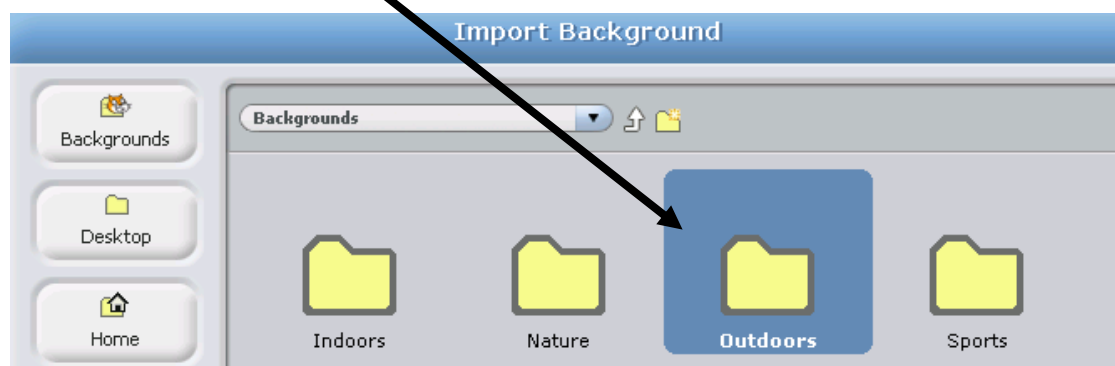 Import Background
Backgrounds
Backgrounds
Desktop
Home
Indoors
Nature
Outdoors
Sports